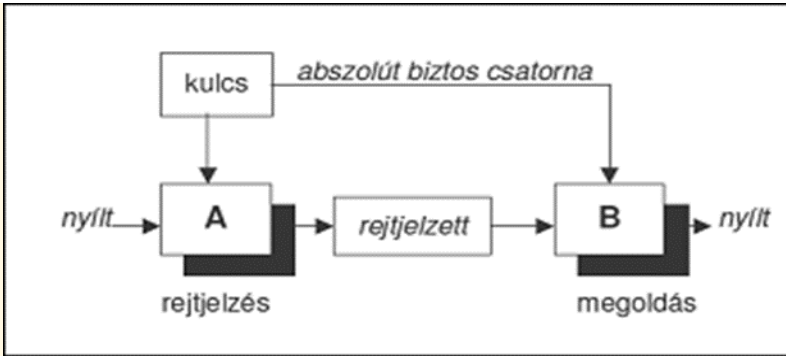 kulcs
abszolút biztos csatorna
nyílt
A
rejtjelzett
B
nyílt
rejtjelzés
megoldás